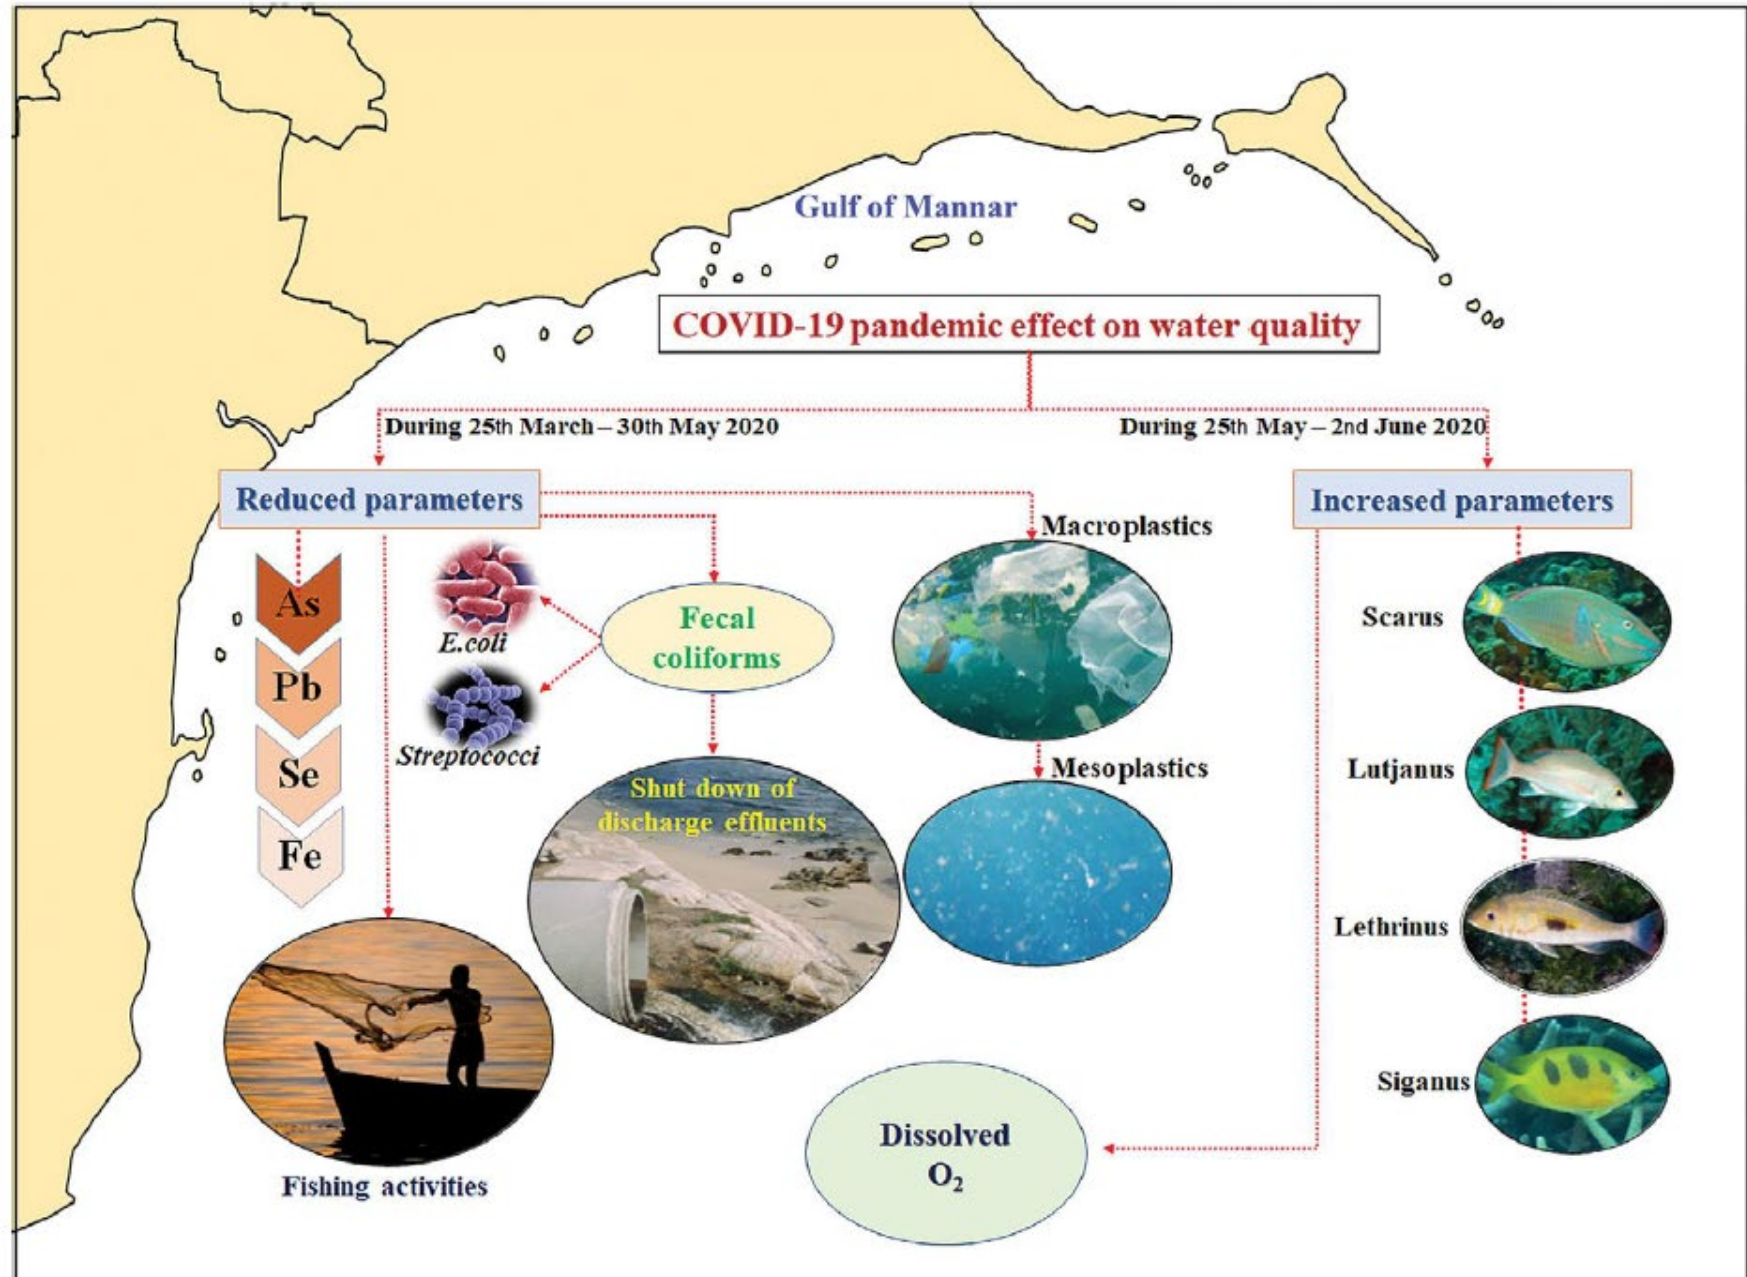 Gulf of Mannar
COVID-19 pandemic effect on water quality
During 25th March – 30th May 2020
During 25th May – 2nd June 2020
Reduced parameters
Increased parameters
As
Pb
Se
Fe
E.coli
Streptococci
Fecal
coliforms
Macroplastics
Mesoplastics
Shut down of
discharge effluents
Fishing activities
Scarus
Lutjanus
Lethrinus
Siganus
Dissolved
O₂